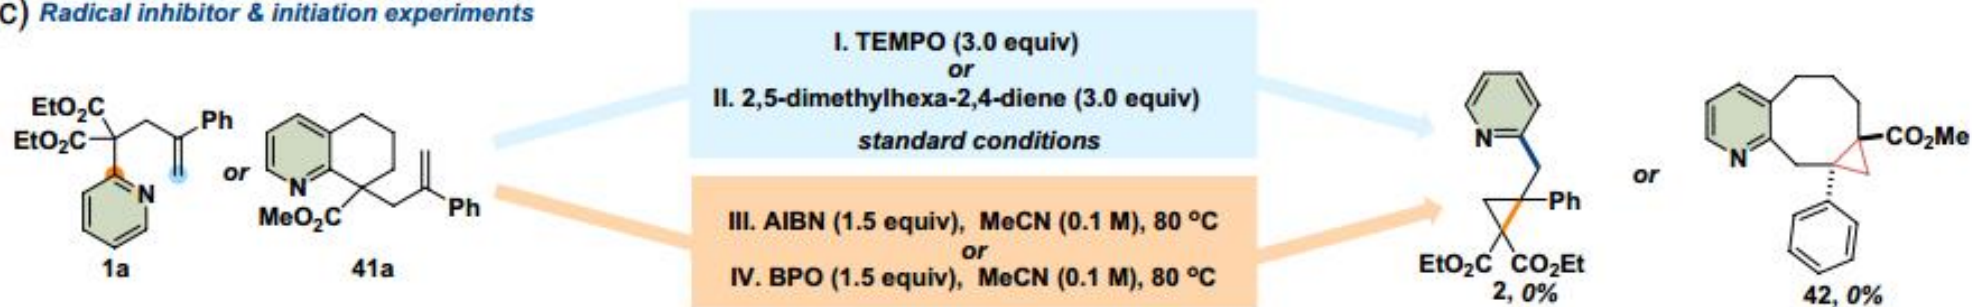 c) Radical inhibitor & initiation experiments
EtO₂C
EtO₂C
Ph
N
1a
or
N
MeO₂C
Ph
41a
I. TEMPO (3.0 equiv)
or
II. 2,5-dimethylhexa-2,4-diene (3.0 equiv)
standard conditions
III. AIBN (1.5 equiv), MeCN (0.1 M), 80 ºC
or
IV. BPO (1.5 equiv), MeCN (0.1 M), 80 ºC
N
Ph
EtO₂C CO₂Et
2, 0%
or
N
CO₂Me
42, 0%